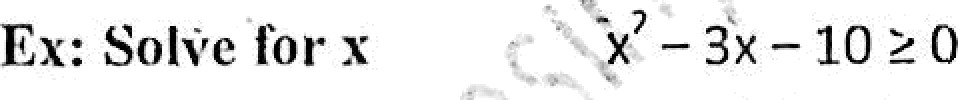 Ex: Solve for x x² – 3x – 10 ≥ 0